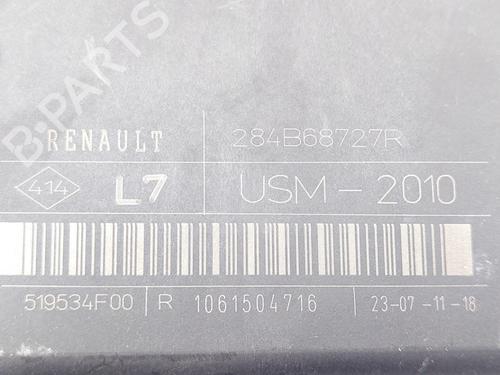 B-PARTS
RENAULT 284B68727R
414 L7 USM - 2010
519534F00 R 1061504716 23-07-11-18